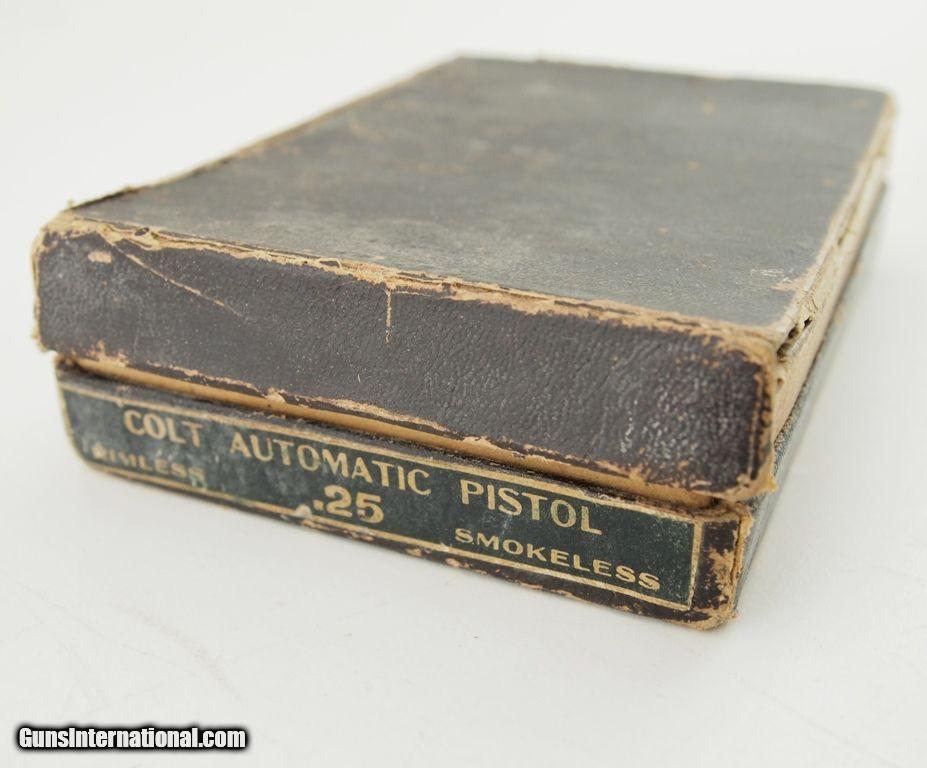 COLT AUTOMATIC PISTOL
RIMLESS .25 SMOKELESS
GunsInternational.com